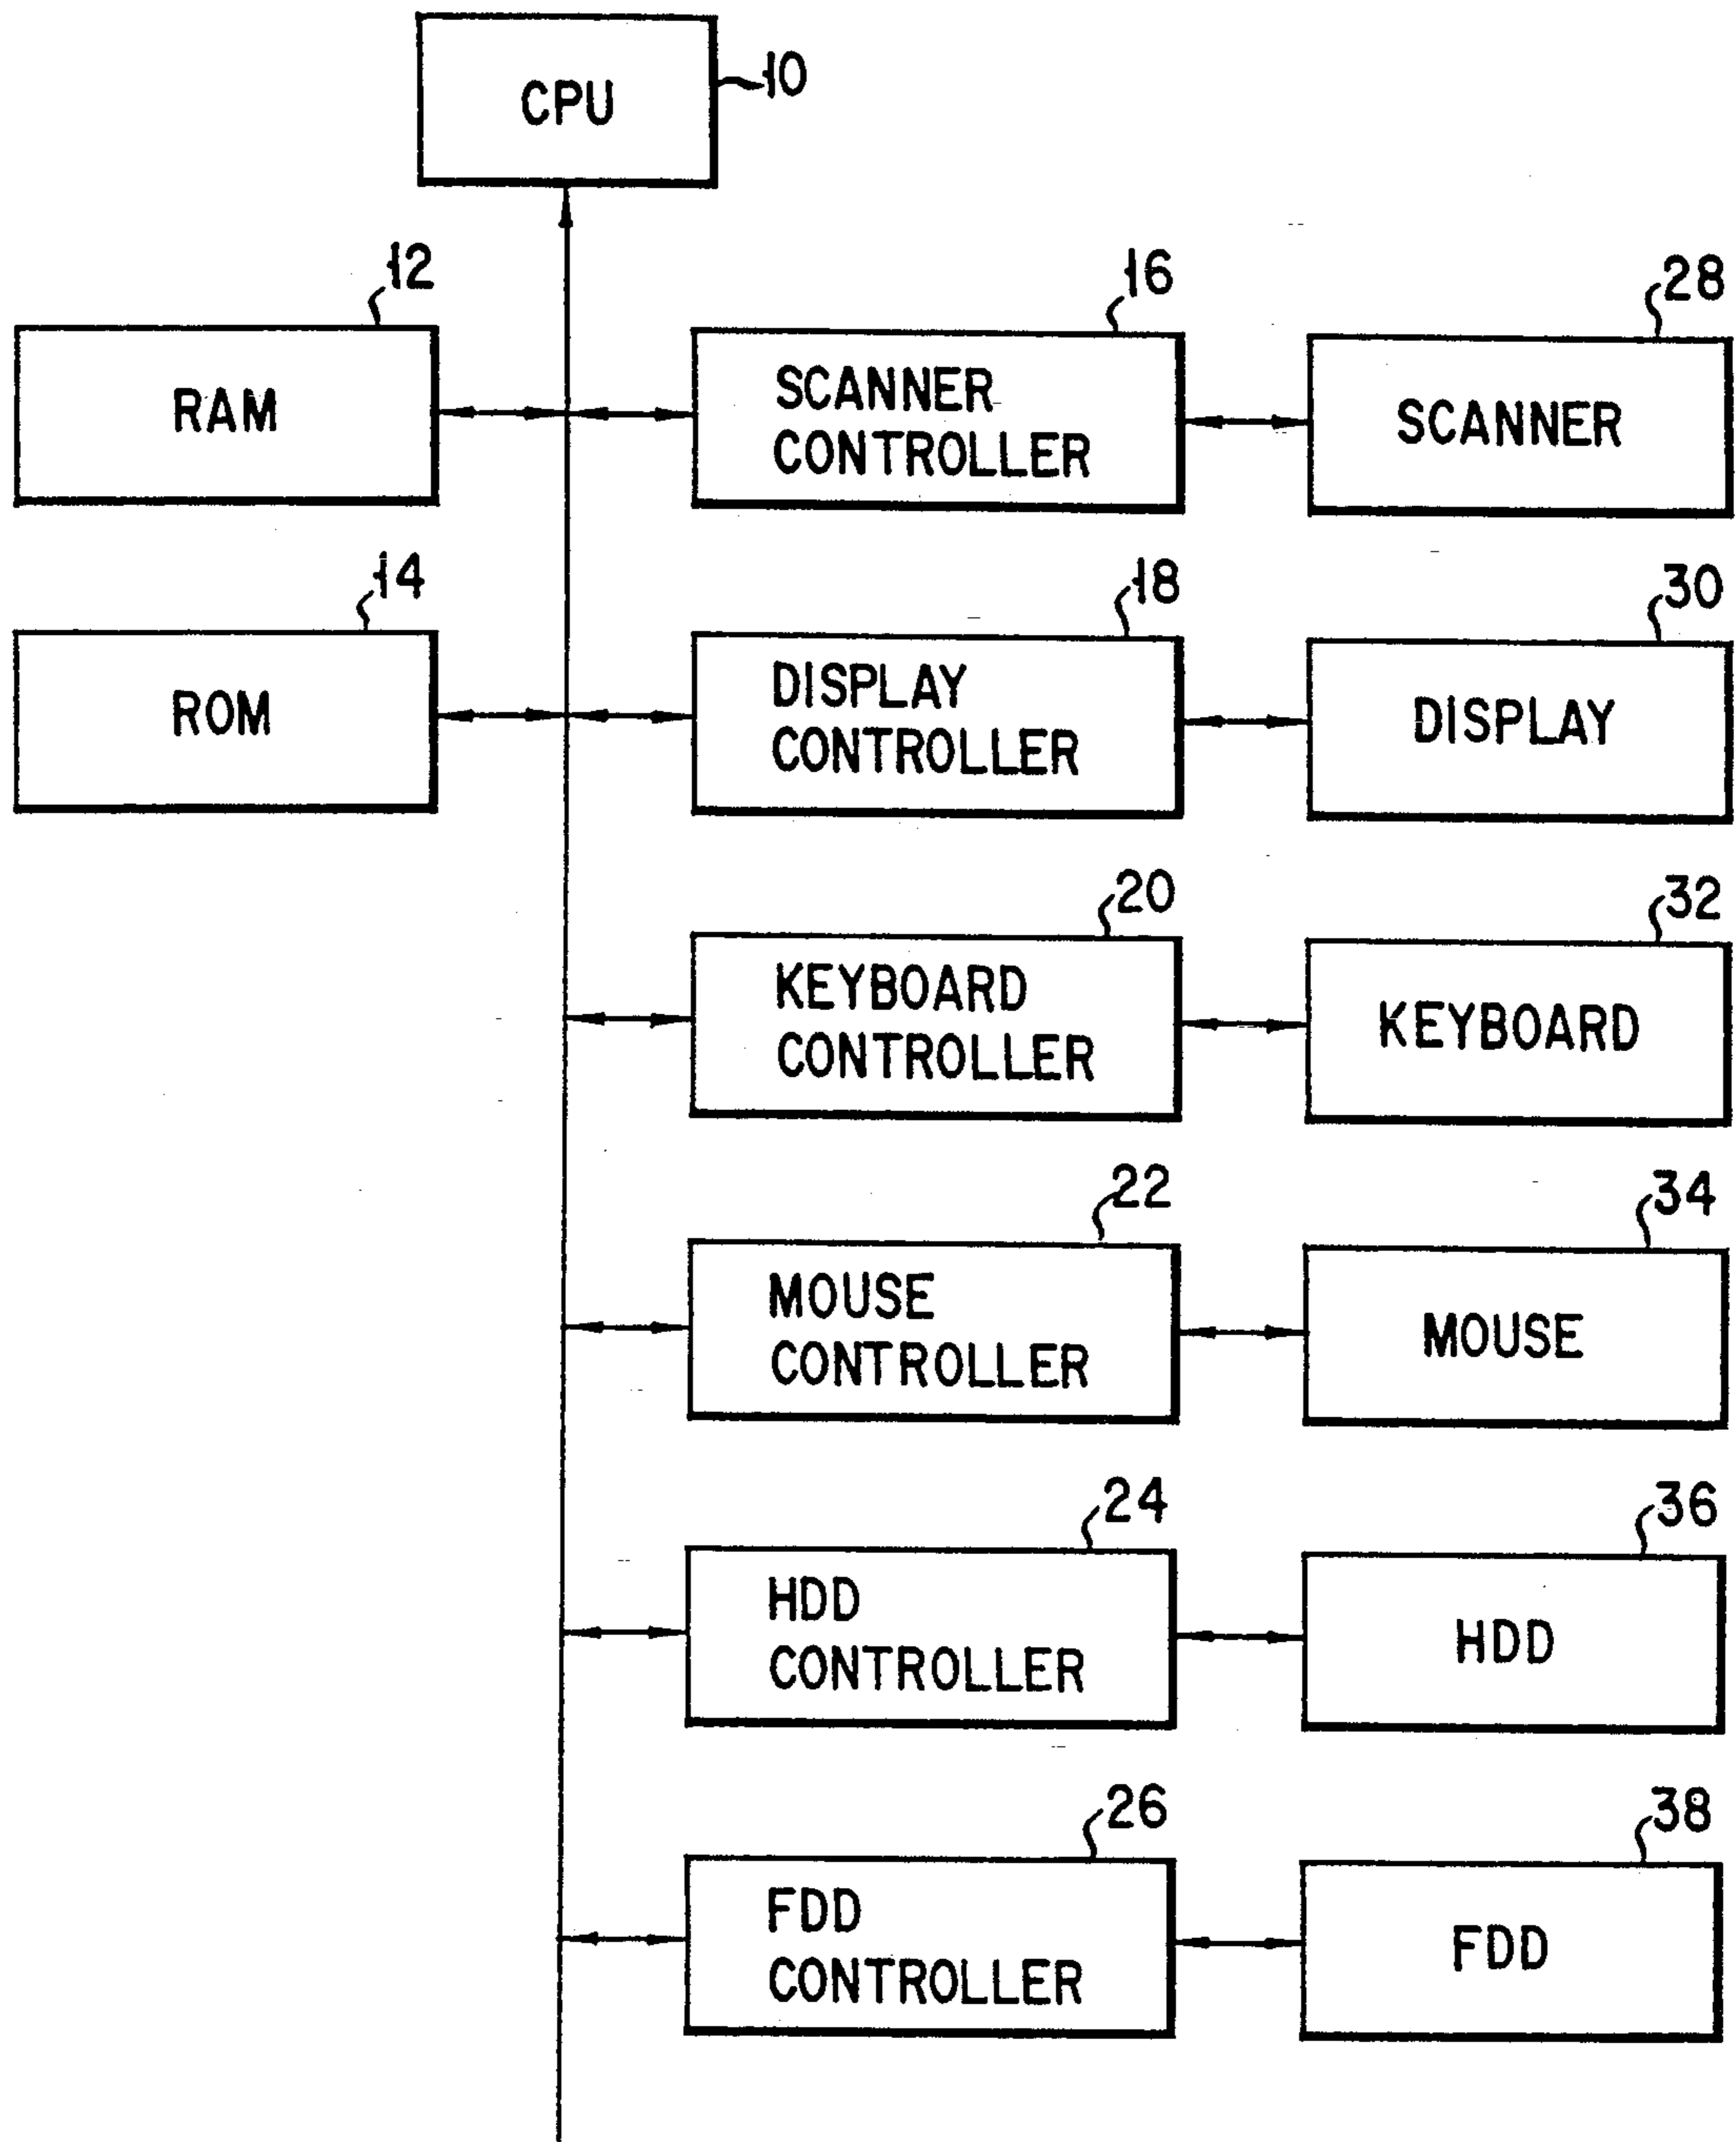 CPU
10
12
16
28
RAM
SCANNER
CONTROLLER
SCANNER
14
18
30
ROM
DISPLAY
CONTROLLER
DISPLAY
20
32
KEYBOARD
CONTROLLER
KEYBOARD
22
34
MOUSE
CONTROLLER
MOUSE
24
36
HDD
CONTROLLER
HDD
26
38
FDD
CONTROLLER
FDD